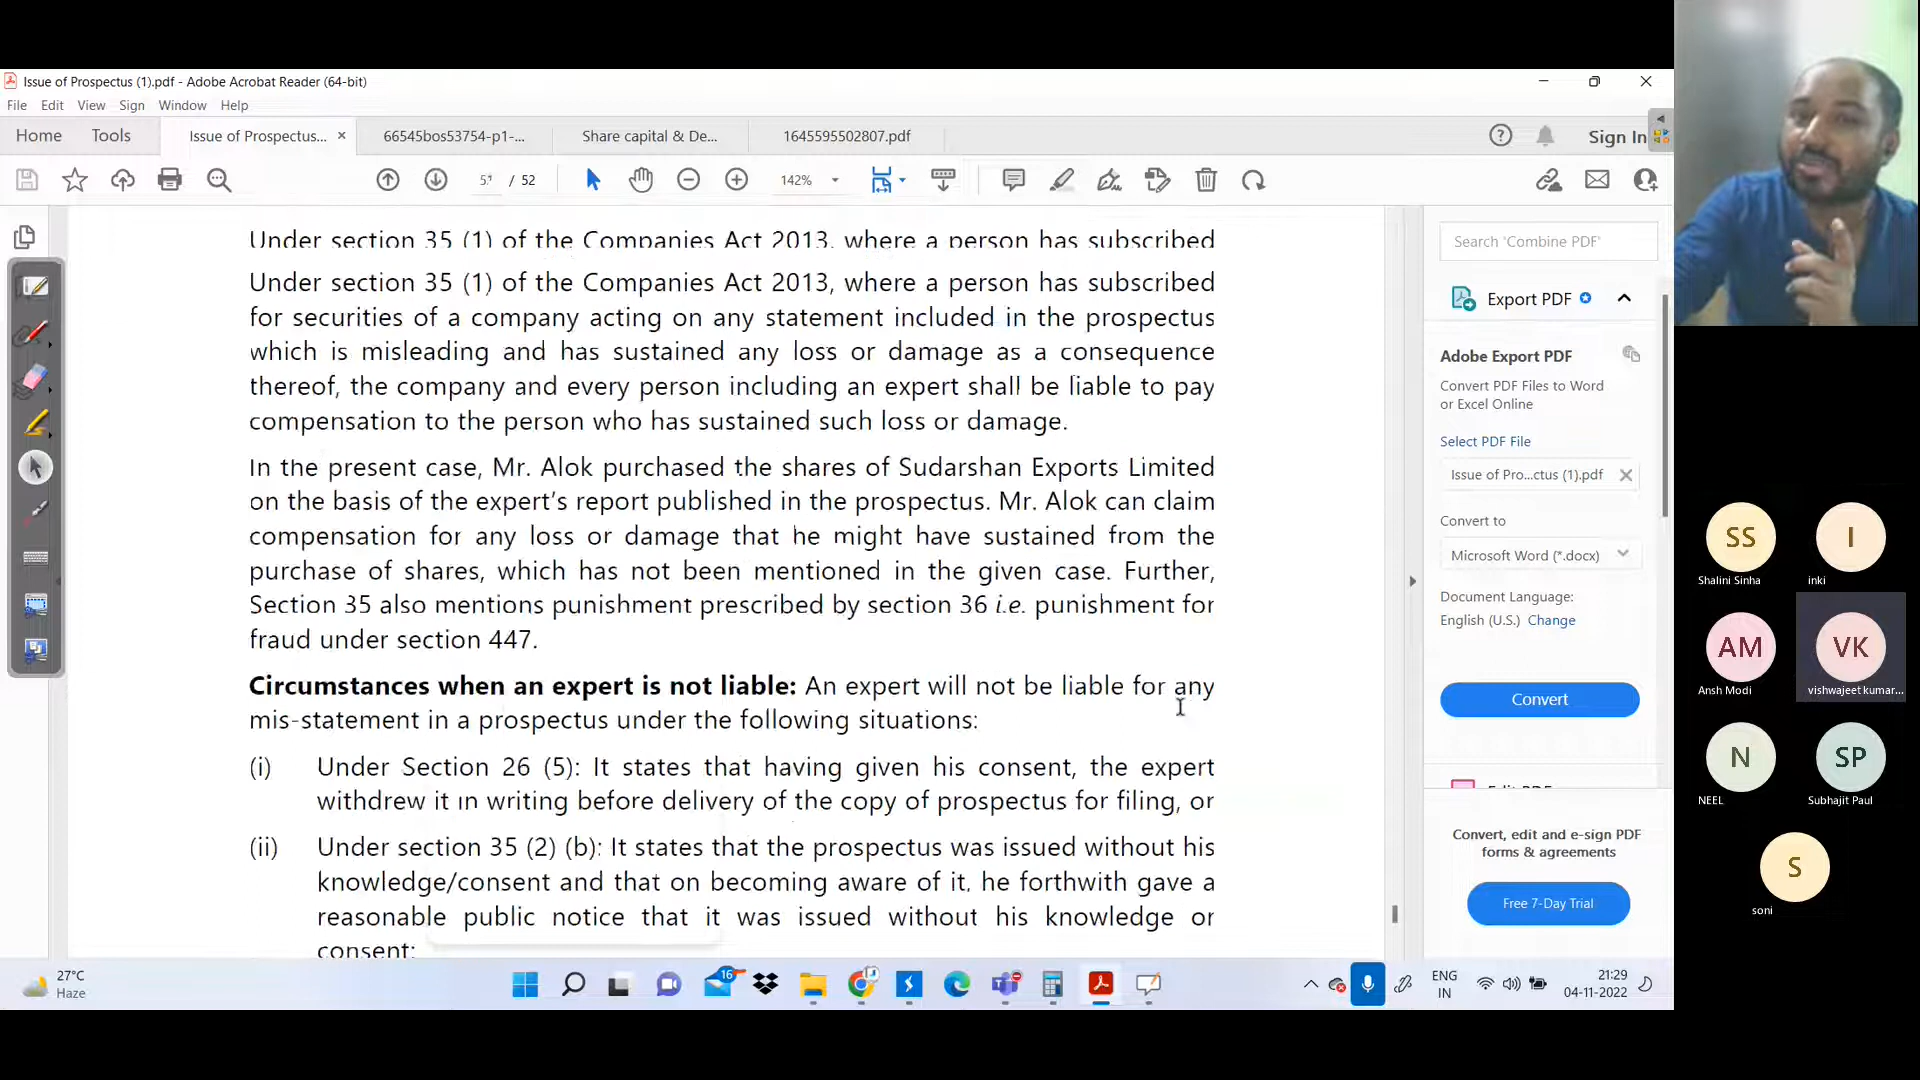 Issue of Prospectus (1).pdf - Adobe Acrobat Reader (64-bit)
File Edit View Sign Window Help
Home Tools Issue of Prospectus... × 66545bos53754-p1-... Share capital & De... 1645595502807.pdf Sign In
/ 52 142%
Under section 35 (1) of the Companies Act 2013, where a person has subscribed
Under section 35 (1) of the Companies Act 2013, where a person has subscribed
for securities of a company acting on any statement included in the prospectus
which is misleading and has sustained any loss or damage as a consequence
thereof, the company and every person including an expert shall be liable to pay
compensation to the person who has sustained such loss or damage.
In the present case, Mr. Alok purchased the shares of Sudarshan Exports Limited
on the basis of the expert's report published in the prospectus. Mr. Alok can claim
compensation for any loss or damage that he might have sustained from the
purchase of shares, which has not been mentioned in the given case. Further,
Section 35 also mentions punishment prescribed by section 36 i.e. punishment for
fraud under section 447.
Circumstances when an expert is not liable: An expert will not be liable for any
mis-statement in a prospectus under the following situations:
(i) Under Section 26 (5): It states that having given his consent, the expert
withdrew it in writing before delivery of the copy of prospectus for filing, or
(ii) Under section 35 (2) (b): It states that the prospectus was issued without his
knowledge/consent and that on becoming aware of it, he forthwith gave a
reasonable public notice that it was issued without his knowledge or
consent;
Search 'Combine PDF'
Export PDF
Adobe Export PDF
Convert PDF Files to Word
or Excel Online
Select PDF File
Issue of Pro...ctus (1).pdf
Convert to
Microsoft Word (*.docx)
Document Language:
English (U.S.) Change
Convert
Edit PDF
Convert, edit and e-sign PDF
forms & agreements
Free 7-Day Trial
SS I
Shalini Sinha inki
AM VK
Ansh Modi vishwajeet kumar...
N SP
NEEL Subhajit Paul
S
soni
27°C
Haze
16
ENG
IN
21:29
04-11-2022